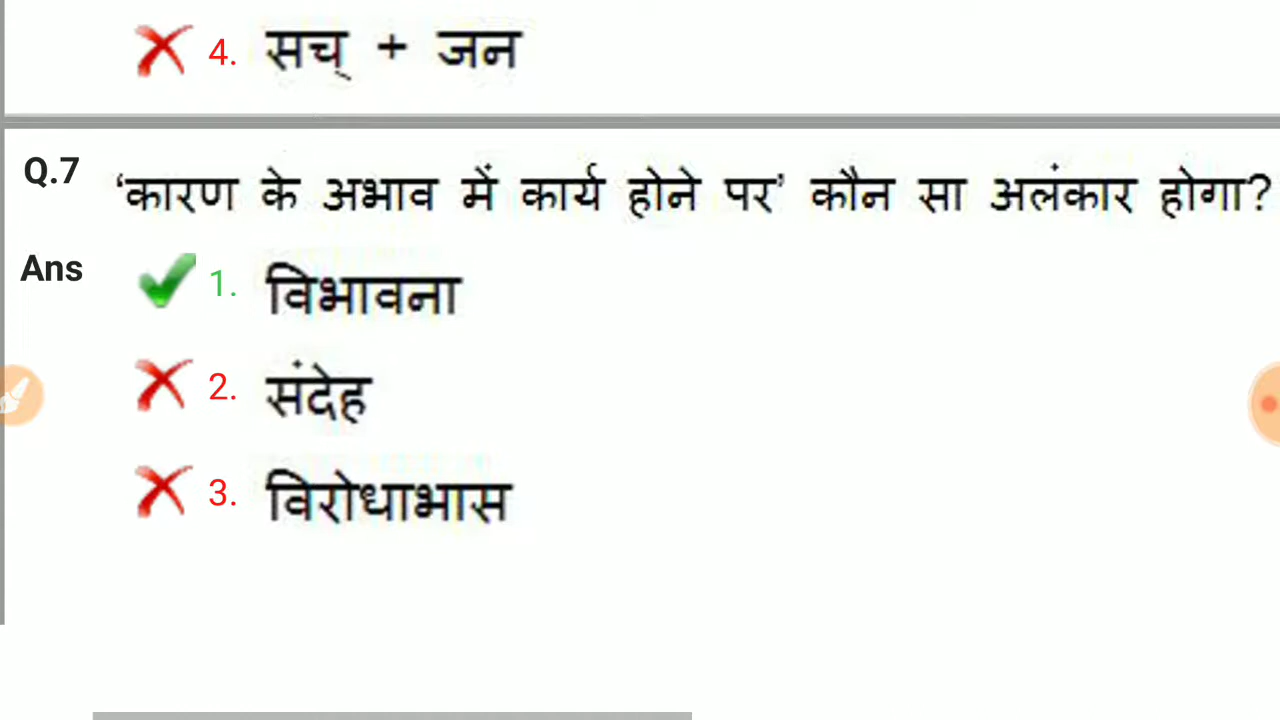 4. सच् + जन
Q.7 ‘कारण के अभाव में कार्य होने पर’ कौन सा अलंकार होगा?
Ans 1. विभावना
2. संदेह
3. विरोधाभास